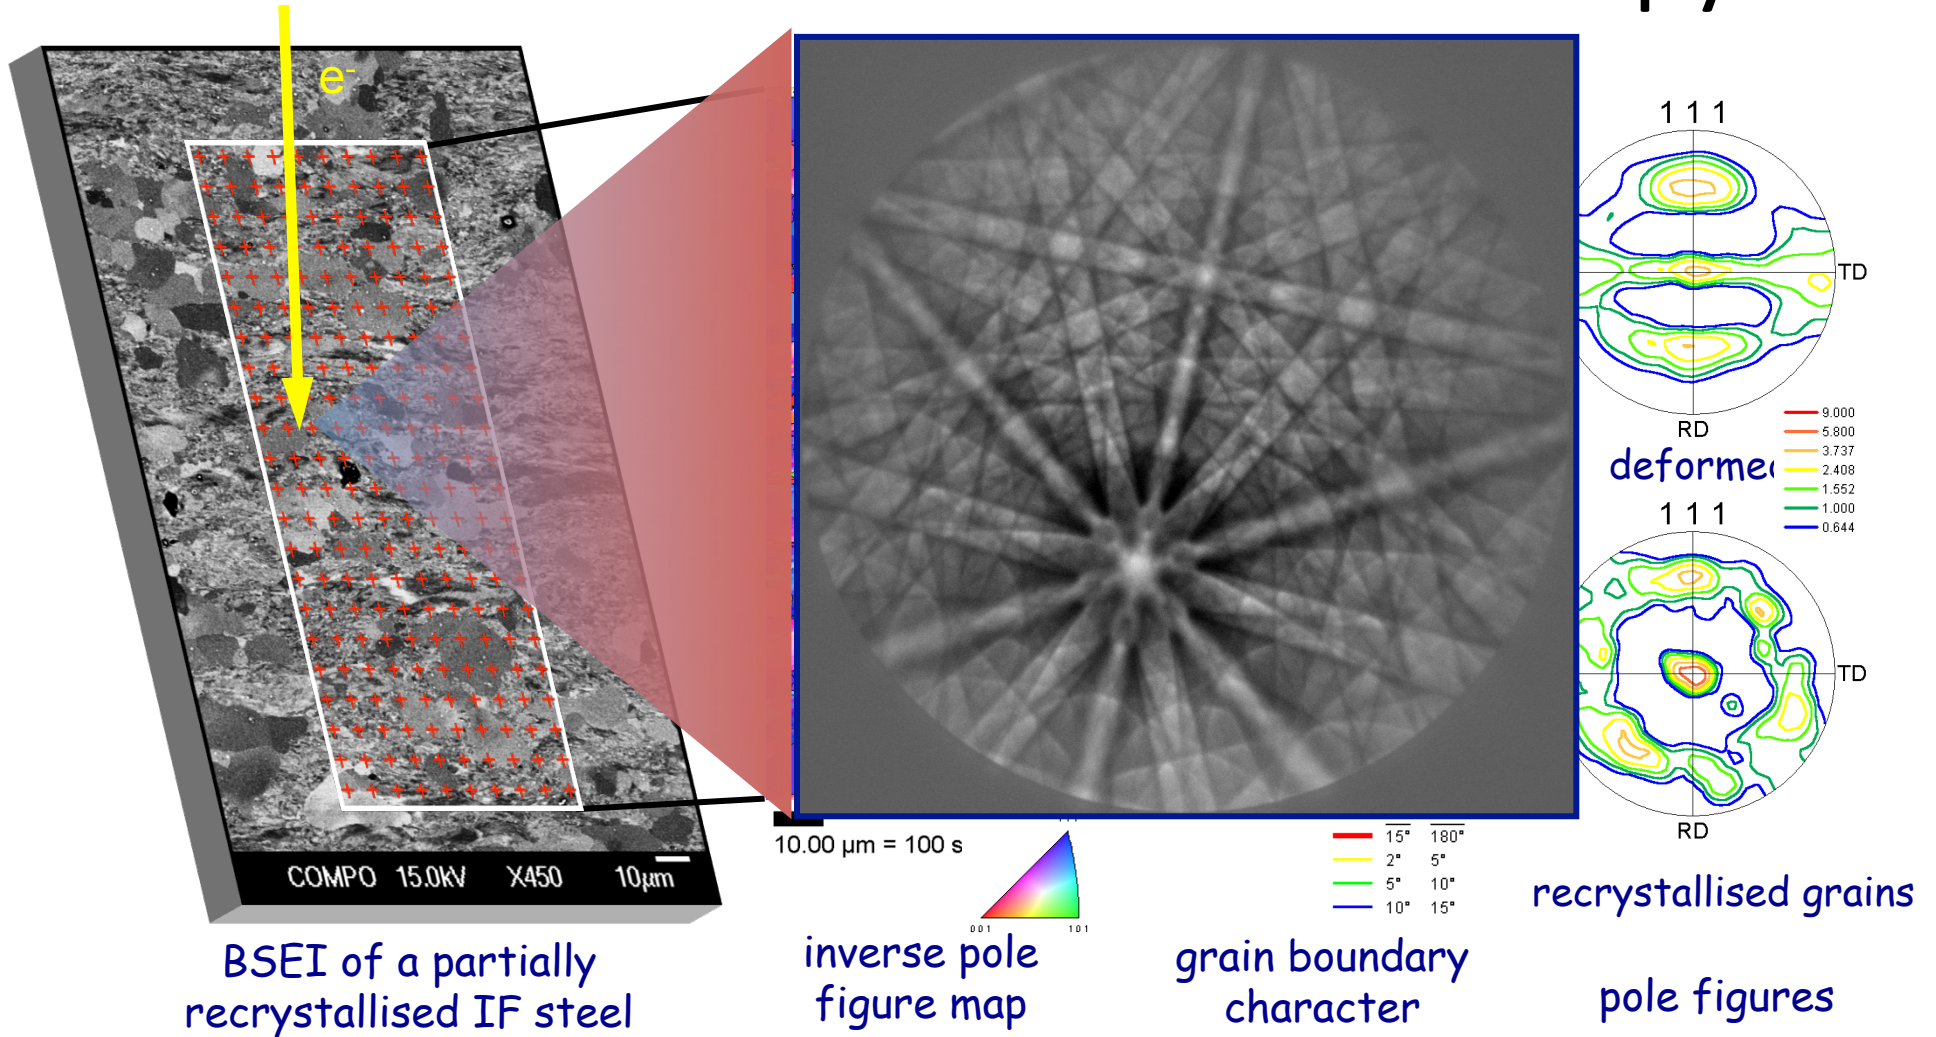 e-
1 1 1
TD
RD
9.000
5.800
3.737
2.408
1.552
1.000
0.644
1 1 1
TD
RD
COMPO 15.0kV X450 10µm
10.00 µm = 100 s
001 101
15° 180°
2° 5°
5° 10°
10° 15°
recrystallised grains
BSEI of a partially
recrystallised IF steel
inverse pole
figure map
grain boundary
character
pole figures